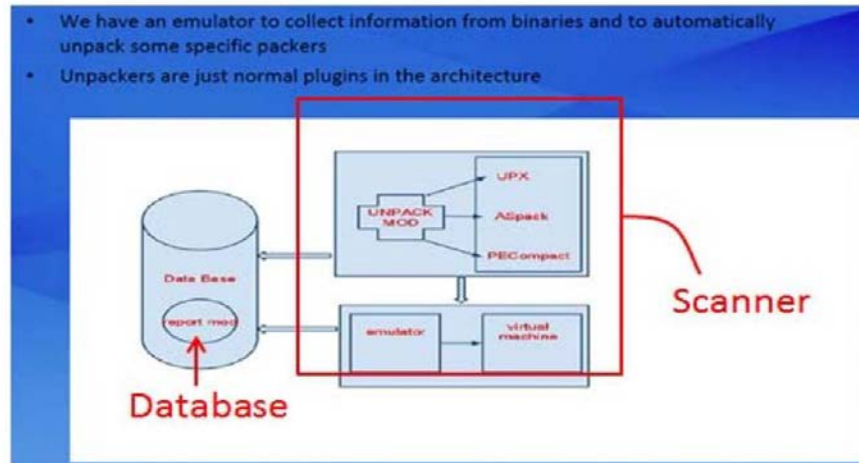 • We have an emulator to collect information from binaries and to automatically
unpack some specific packers
• Unpackers are just normal plugins in the architecture
UPX
UNPACK
MOD
ASpack
PECompact
Data Base
report mod
emulator
virtual
machine
Scanner
Database